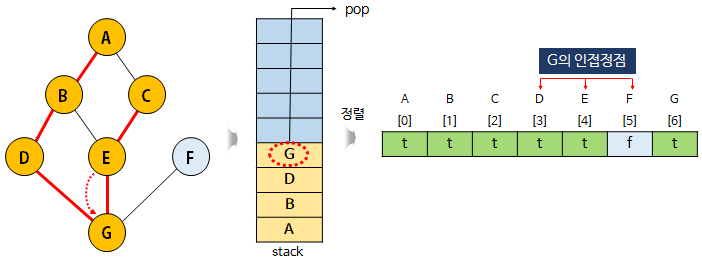 A
B
C
D
E
F
G
pop
G
D
B
A
stack
정렬
G의 인접정점
A B C D E F G
[0] [1] [2] [3] [4] [5] [6]
t t t t t f t